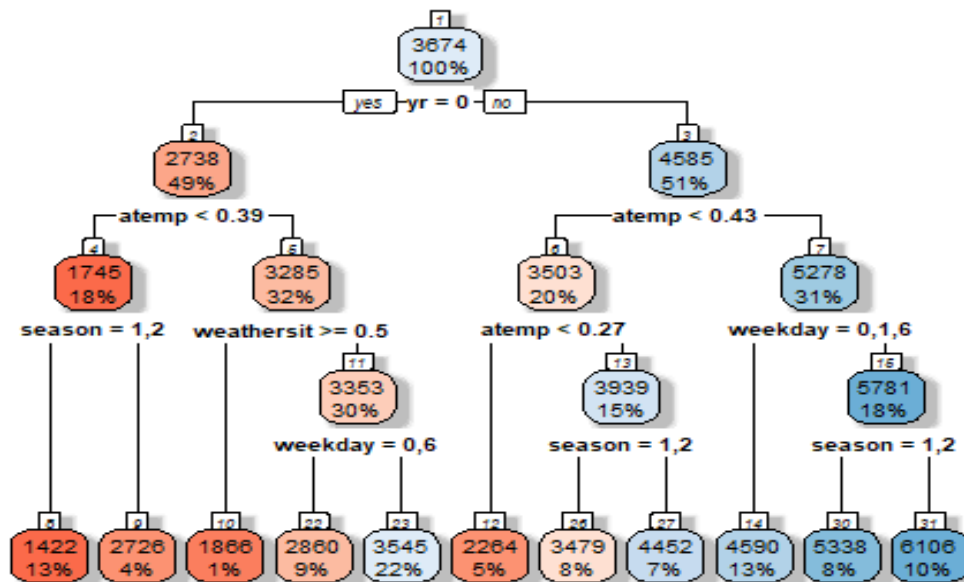 1
3674
100%
yes yr = 0 no
2 3
2738 4585
49% 51%
atemp < 0.39 atemp < 0.43
4 5 6 7
1745 3285 3503 5278
18% 32% 20% 31%
season = 1,2 weathersit >= 0.5 atemp < 0.27 weekday = 0,1,6
11 13 15
3353 3939 5781
30% 15% 18%
weekday = 0,6 season = 1,2 season = 1,2
8 9 10 22 23 12 26 27 14 30 31
1422 2726 1866 2860 3545 2264 3479 4452 4590 5338 6106
13% 4% 1% 9% 22% 5% 8% 7% 13% 8% 10%